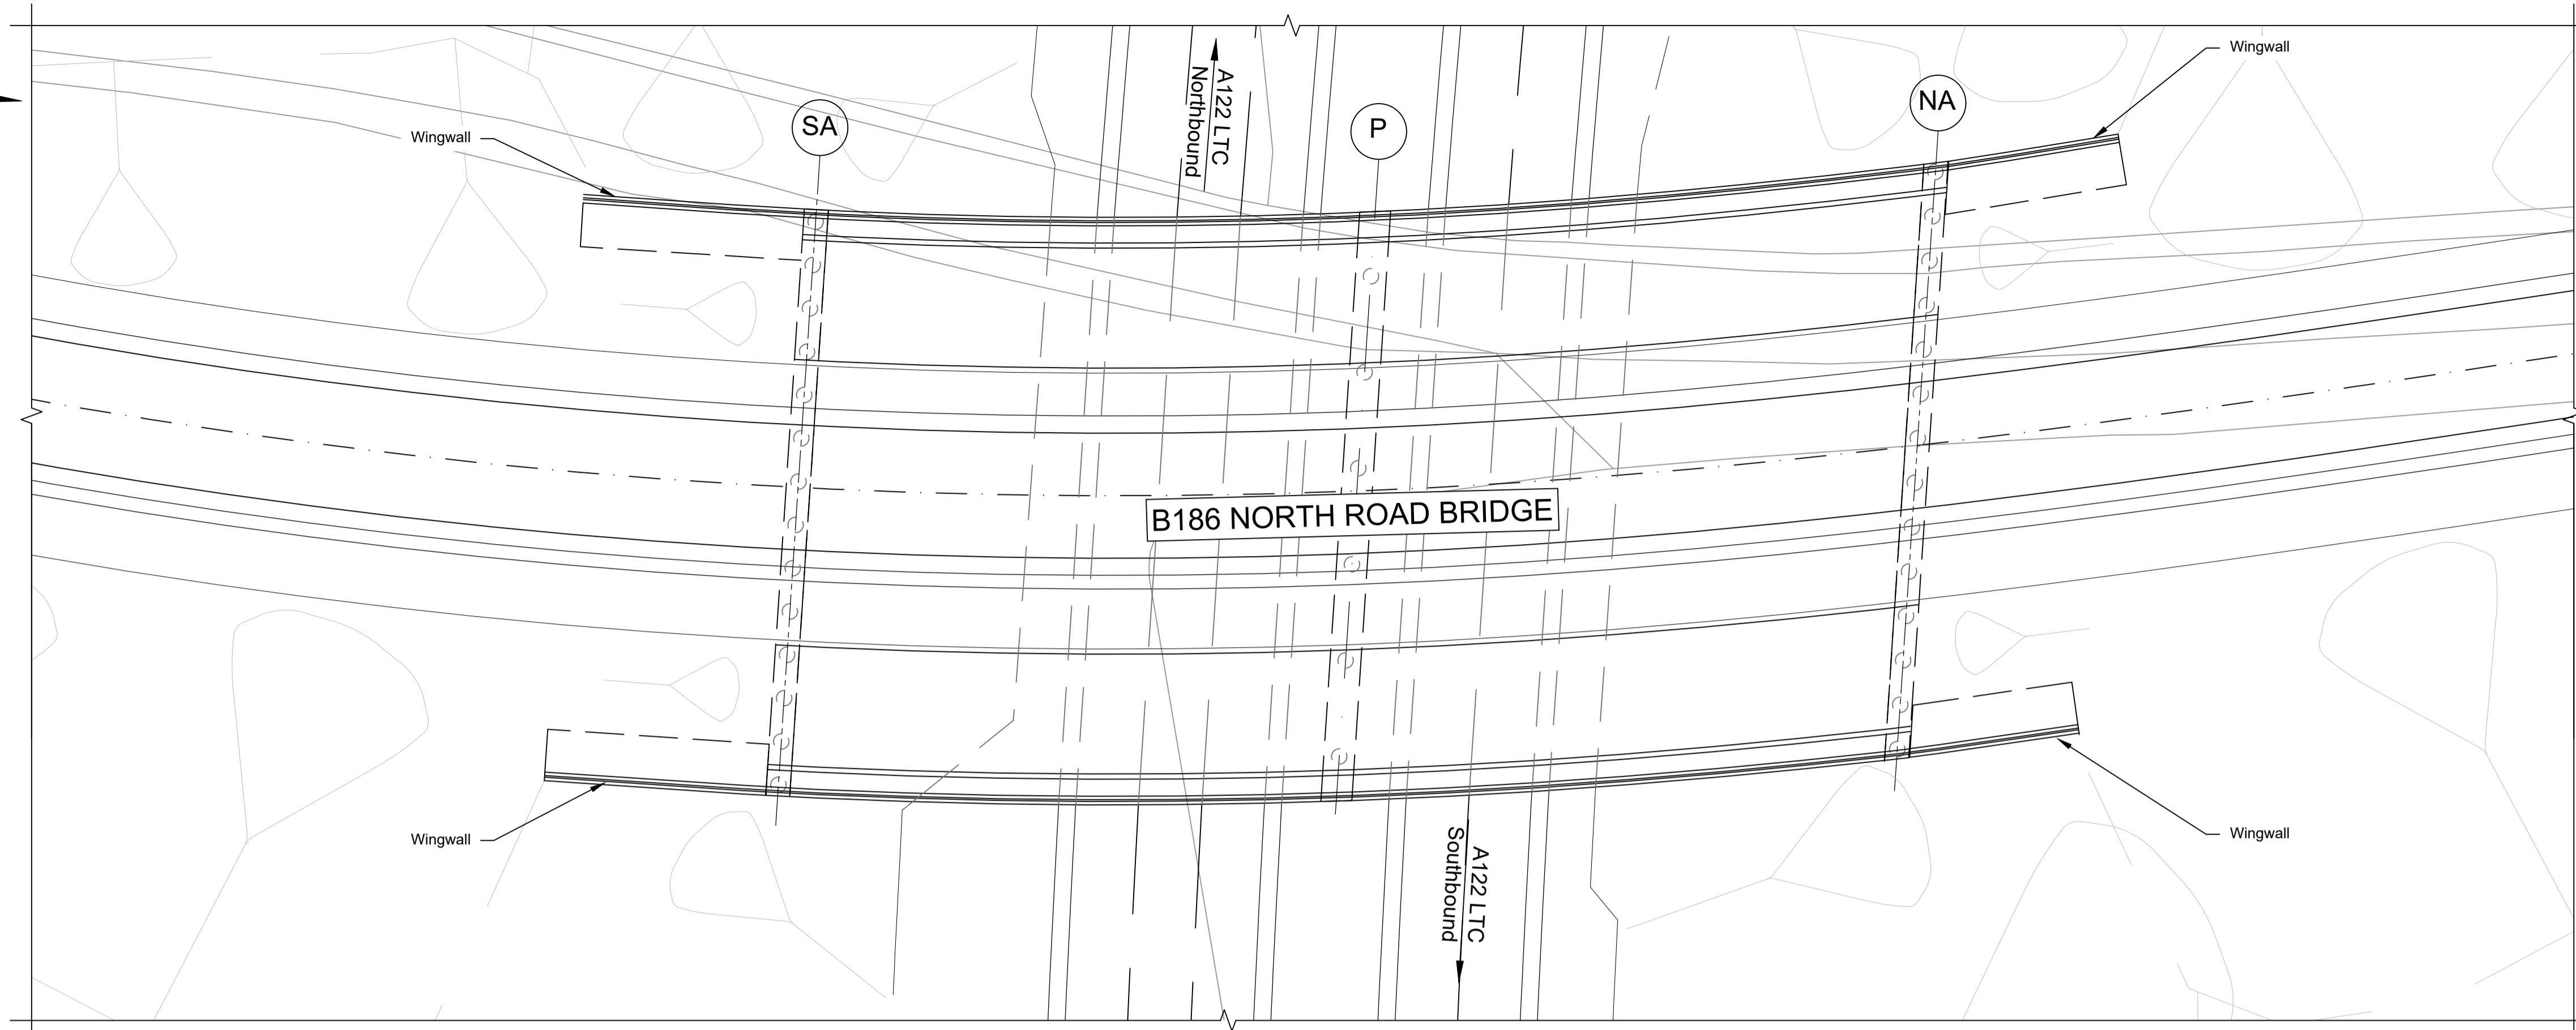 Wingwall
A122 LTC
Northbound
NA
SA
P
Wingwall
B186 NORTH ROAD BRIDGE
A122 LTC
Southbound
Wingwall
Wingwall